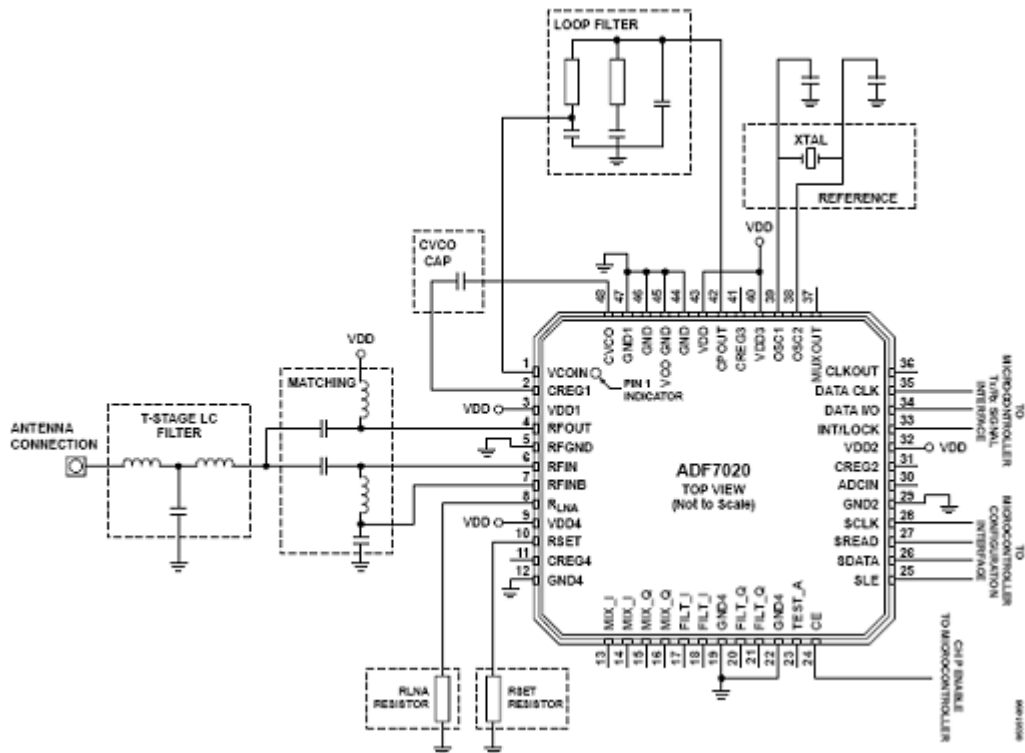 LOOP FILTER
XTAL
REFERENCE
VDD
CVCO
CAP
VDD
MATCHING
T-STAGE LC
FILTER
ANTENNA
CONNECTION
48
47
46
45
44
43
42
41
40
39
38
37
CVCO
GND1
GND
VCO GND
GND
VDD
CPOUT
CREG3
VDD3
OSC1
OSC2
MUXOUT
1
VCOIN
PIN 1
INDICATOR
2
CREG1
VDD
3
VDD1
4
RFOUT
5
RFGND
6
RFIN
7
RFINB
8
RLNA
VDD
9
VDD4
10
RSET
11
CREG4
12
GND4
ADF7020
TOP VIEW
(Not to Scale)
CLKOUT
36
DATA CLK
35
DATA I/O
34
INT/LOCK
33
VDD2
32
VDD
CREG2
31
ADCIN
30
GND2
29
SCLK
28
SREAD
27
SDATA
26
SLE
25
TO
MICROCONTROLLER
Tx/Rx SIGNAL
INTERFACE
TO
MICROCONTROLLER
CONFIGURATION
INTERFACE
MIX_I
MIX_I
MIX_Q
MIX_Q
FILT_I
FILT_I
GND4
FILT_Q
FILT_Q
GND4
TEST_A
CE
13
14
15
16
17
18
19
20
21
22
23
24
CHIP ENABLE
TO MICROCONTROLLER
RLNA
RESISTOR
RSET
RESISTOR